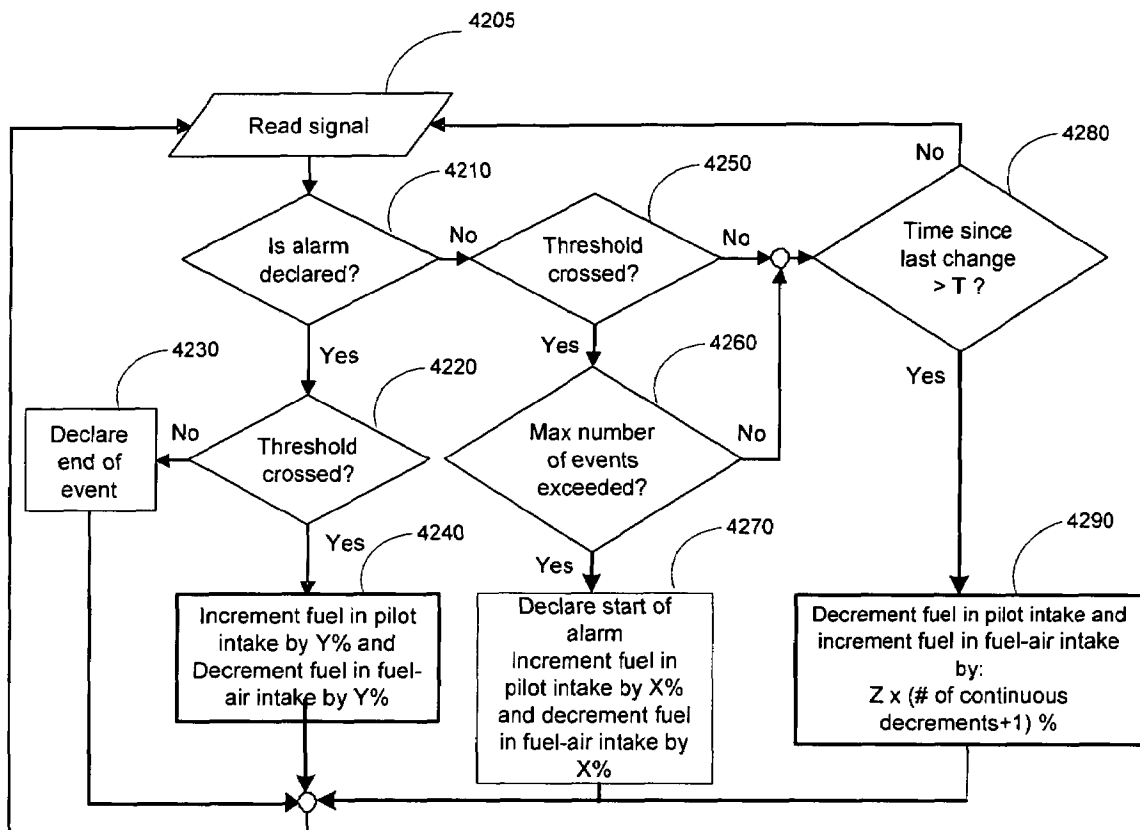 4205
Read signal
4210
4250
4280
No
Is alarm
declared?
No
Threshold
crossed?
No
Time since
last change
> T ?
4230
Yes
4220
Yes
4260
Yes
Declare
end of
event
No
Threshold
crossed?
Max number
of events
exceeded?
No
Yes
4240
Yes
4270
4290
Increment fuel in pilot
intake by Y% and
Decrement fuel in fuel-
air intake by Y%
Declare start of
alarm
Increment fuel in
pilot intake by X%
and decrement fuel
in fuel-air intake by
X%
Decrement fuel in pilot intake and
increment fuel in fuel-air intake
by:
Z x (# of continuous
decrements+1) %